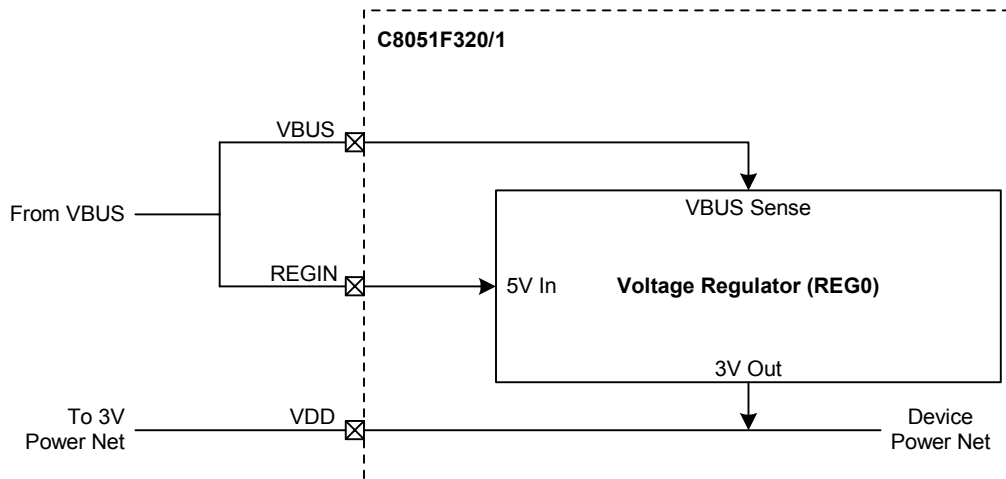 C8051F320/1
VBUS
From VBUS
VBUS Sense
REGIN
5V In
Voltage Regulator (REG0)
3V Out
To 3V
Power Net
VDD
Device
Power Net